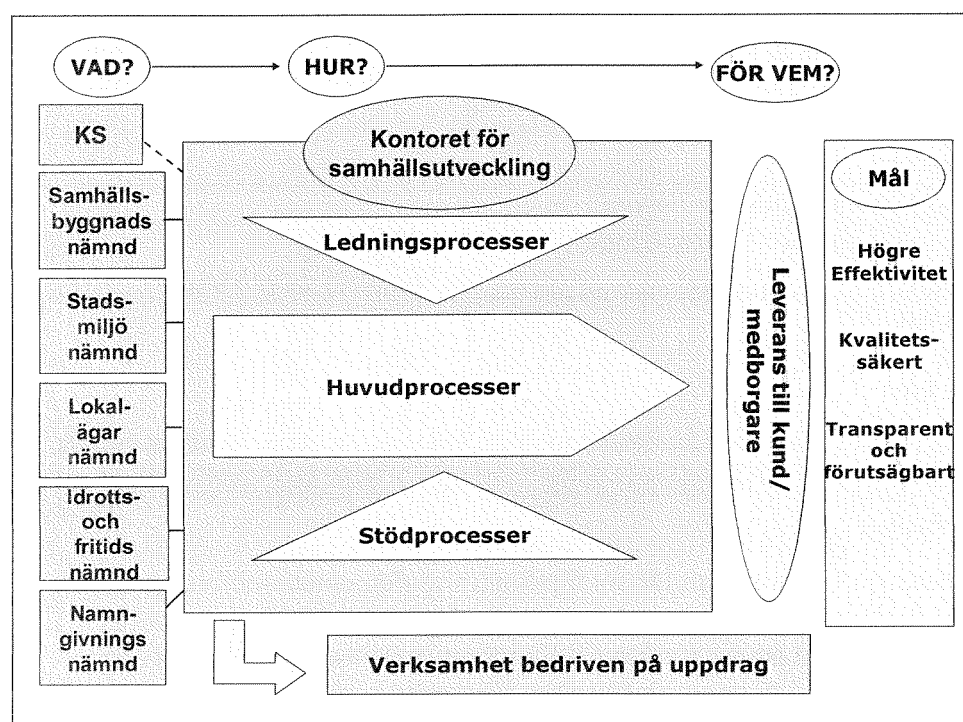 VAD?
HUR?
FÖR VEM?
KS
Samhälls-
byggnads
nämnd
Stads-
miljö
nämnd
Lokal-
ägar
nämnd
Idrotts-
och
fritids
nämnd
Namn-
givnings
nämnd
Kontoret för
samhällsutveckling
Ledningsprocesser
Huvudprocesser
Stödprocesser
Leverans till kund/
medborgare
Mål
Högre
Effektivitet
Kvalitets-
säkert
Transparent
och
förutsägbart
Verksamhet bedriven på uppdrag